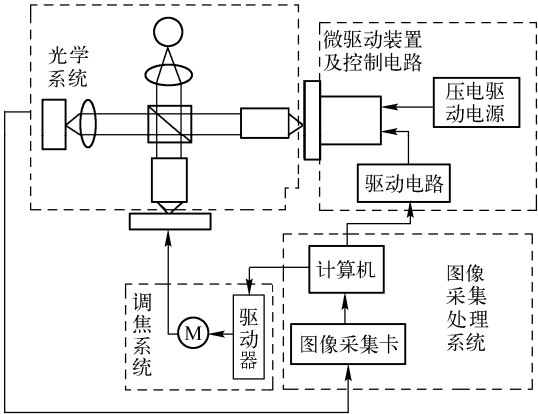 光学
系统
微驱动装置
及控制电路
压电驱
动电源
驱动电路
计算机
图像
采集
处理
系统
调
焦
系
统
M
驱
动
器
图像采集卡